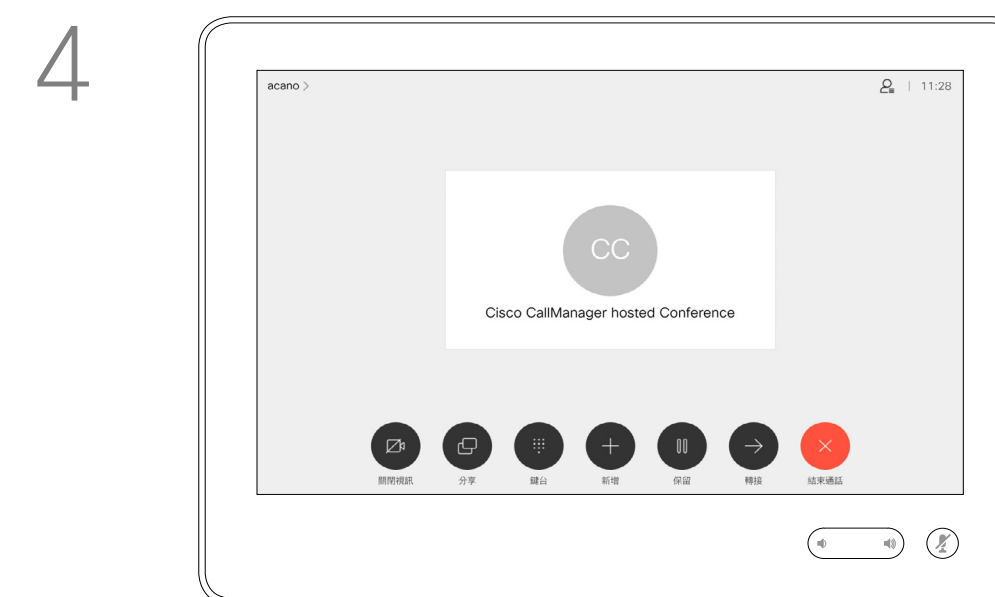 4
acano
11:28
CC
Cisco CallManager hosted Conference
關閉視訊 分享 鍵台 新增 保留 轉接 結束通話